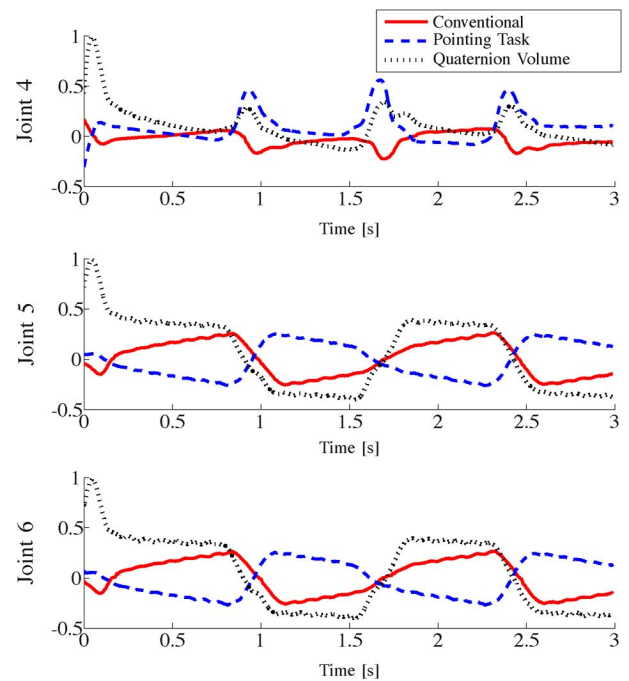 Conventional
Pointing Task
Quaternion Volume
Joint 4
1
0.5
0
-0.5
0 0.5 1 1.5 2 2.5 3
Time [s]
Joint 5
1
0.5
0
-0.5
0 0.5 1 1.5 2 2.5 3
Time [s]
Joint 6
1
0.5
0
-0.5
0 0.5 1 1.5 2 2.5 3
Time [s]